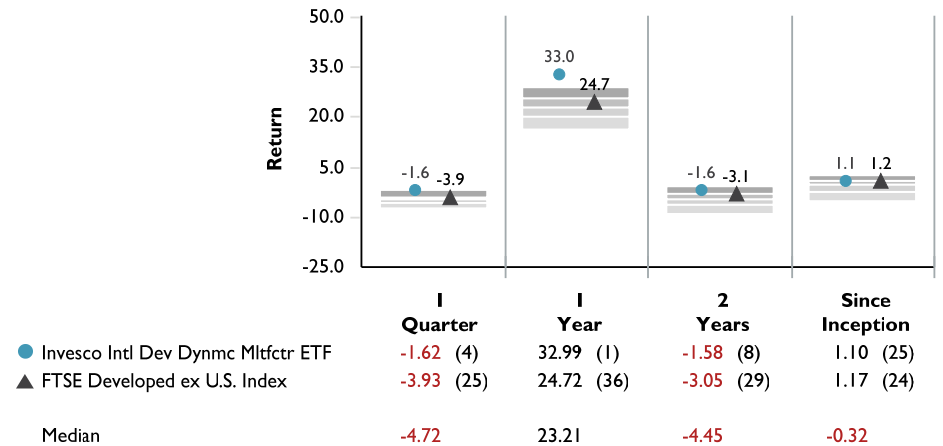 50.0
35.0
20.0
5.0
-10.0
-25.0
Return
-1.6 -3.9
33.0
24.7
-1.6 -3.1
1.1 1.2
1 1 2 Since
Quarter Year Years Inception
Invesco Intl Dev Dynmc Mltfctr ETF -1.62 (4) 32.99 (1) -1.58 (8) 1.10 (25)
FTSE Developed ex U.S. Index -3.93 (25) 24.72 (36) -3.05 (29) 1.17 (24)
Median -4.72 23.21 -4.45 -0.32